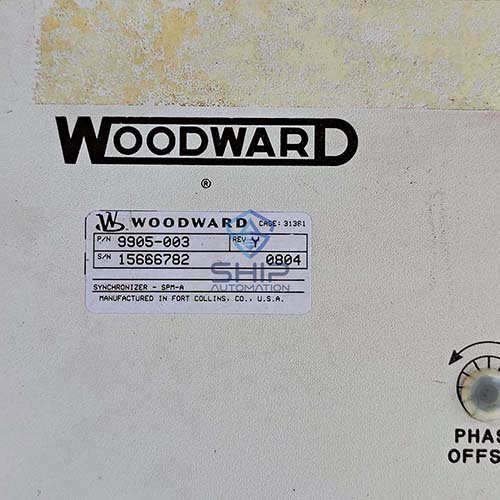 WOODWARD
®
W WOODWARD CAGE: 31361
P/N 9905-003 REV Y
S/N 15666782 0804
SHIP
AUTOMATION
SYNCHRONIZER - SPM-A
MANUFACTURED IN FORT COLLINS, CO., U.S.A.
PHAS
OFFS